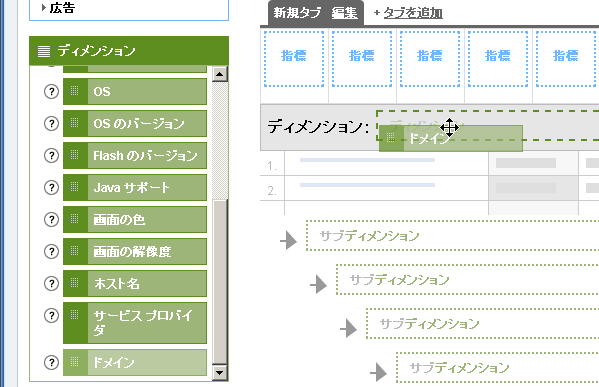 広告
新規タブ 編集 + タブを追加
ディメンション
指標 指標 指標 指標 指標
OS
OS のバージョン
Flash のバージョン
Java サポート
画面の色
画面の解像度
ホスト名
サービス プロバイ
ダ
ドメイン
ディメンション:
ドメイン
1.
2.
サブディメンション
サブディメンション
サブディメンション
サブディメンション